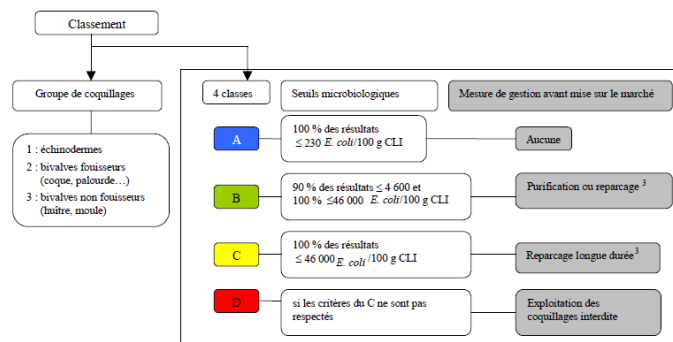 Classement
Groupe de coquillages
4 classes
Seuils microbiologiques
Mesure de gestion avant mise sur le marché
1 : échinodermes
2 : bivalves fouisseurs
(coque, palourde…)
3 : bivalves non fouisseurs
(huître, moule)
A
100 % des résultats
≤ 230 E. coli/100 g CLI
Aucune
B
90 % des résultats ≤ 4 600 et
100 % ≤46 000 E. coli/100 g CLI
Purification ou reparcage 3
C
100 % des résultats
≤ 46 000 E. coli /100 g CLI
Reparcage longue durée 3
D
si les critères du C ne sont pas
respectés
Exploitation des
coquillages interdite